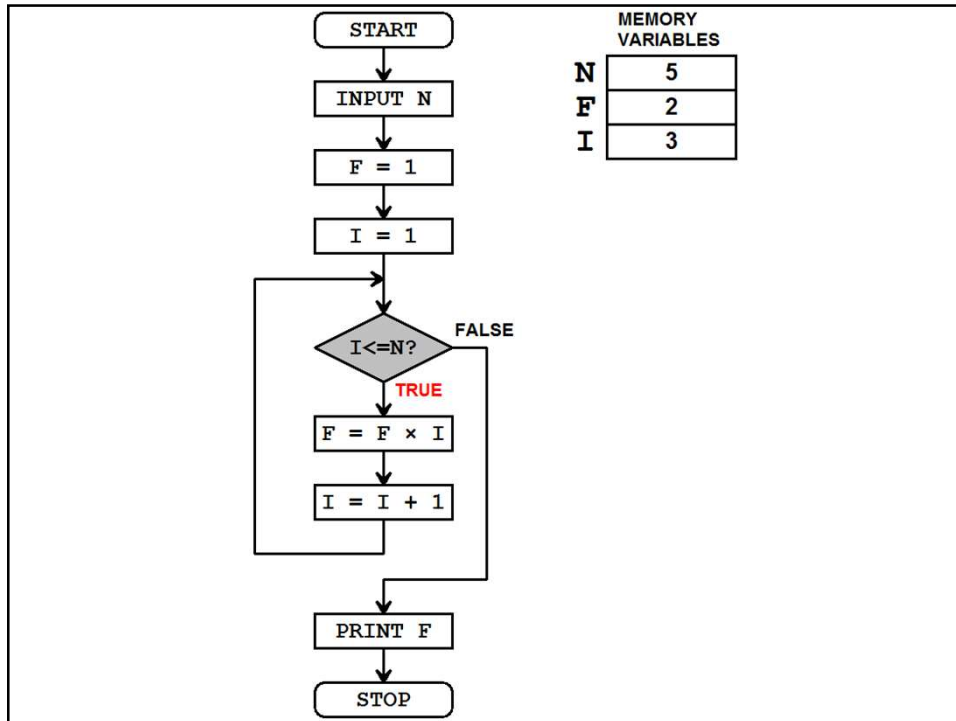 START
INPUT N
F = 1
I = 1
I<=N?
FALSE
TRUE
F = F × I
I = I + 1
PRINT F
STOP
MEMORY
VARIABLES
N 5
F 2
I 3